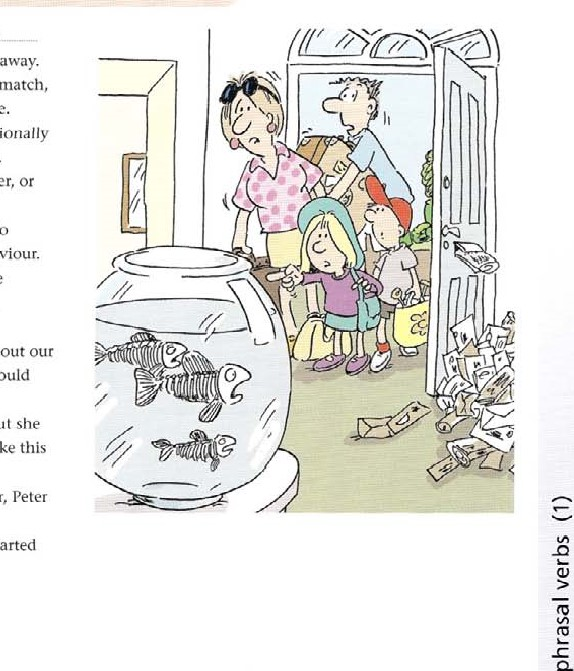 away.
match,
e.
ionally
er, or
o
viour.
e
out our
ould
ut she
ke this
r, Peter
arted
phrasal verbs (1)